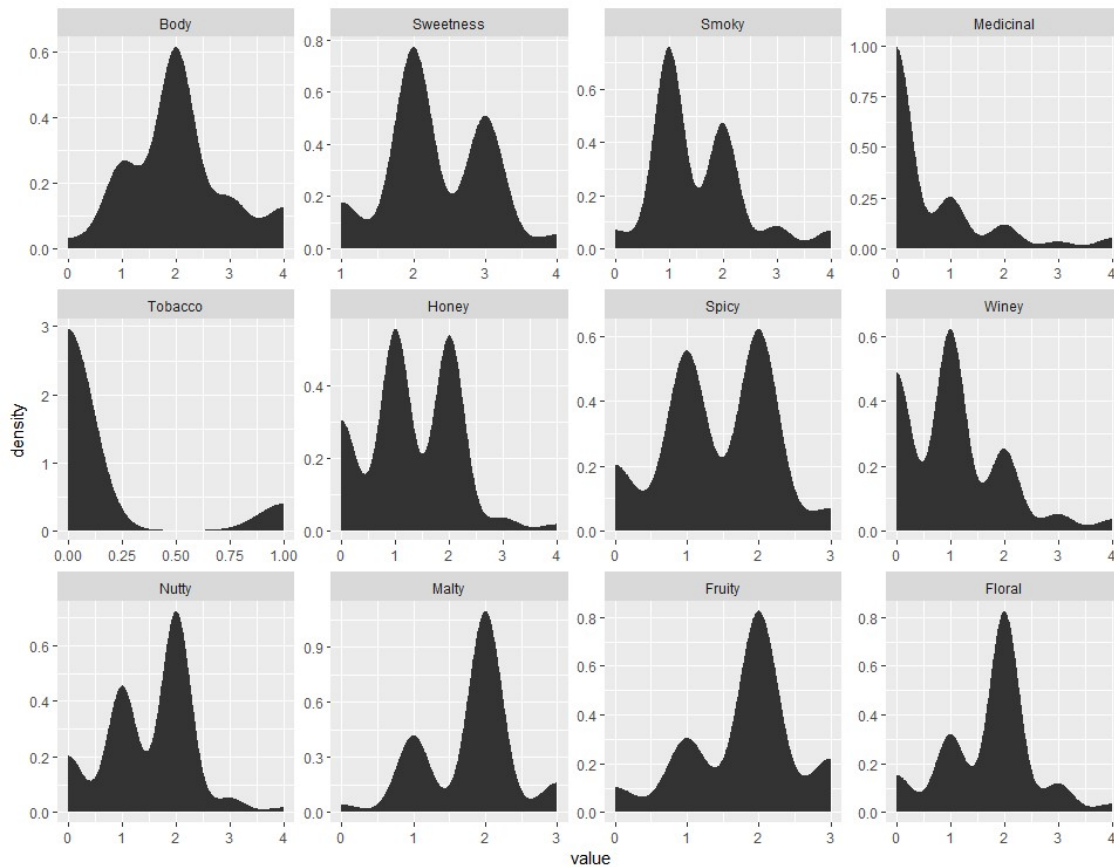 Body Sweetness Smoky Medicinal
0.6 0.8 1.00
0.6 0.6 0.75
0.4 0.4 0.4 0.50
0.2 0.2 0.2 0.25
0.0 0.0 0.0 0.00
0 1 2 3 4 1 2 3 4 0 1 2 3 4 0 1 2 3 4
Tobacco Honey Spicy Winey
3 0.6 0.6
2 0.4 0.4 0.4
1 0.2 0.2 0.2
0 0.0 0.0 0.0
0.00 0.25 0.50 0.75 1.00 0 1 2 3 4 0 1 2 3 0 1 2 3 4
Nutty Malty Fruity Floral
0.6 0.9 0.8 0.8
0.4 0.6 0.6 0.6
0.2 0.3 0.4 0.4
0.2 0.2
0.0 0.0 0.0 0.0
0 1 2 3 4 0 1 2 3 0 1 2 3 0 1 2 3 4
density
value